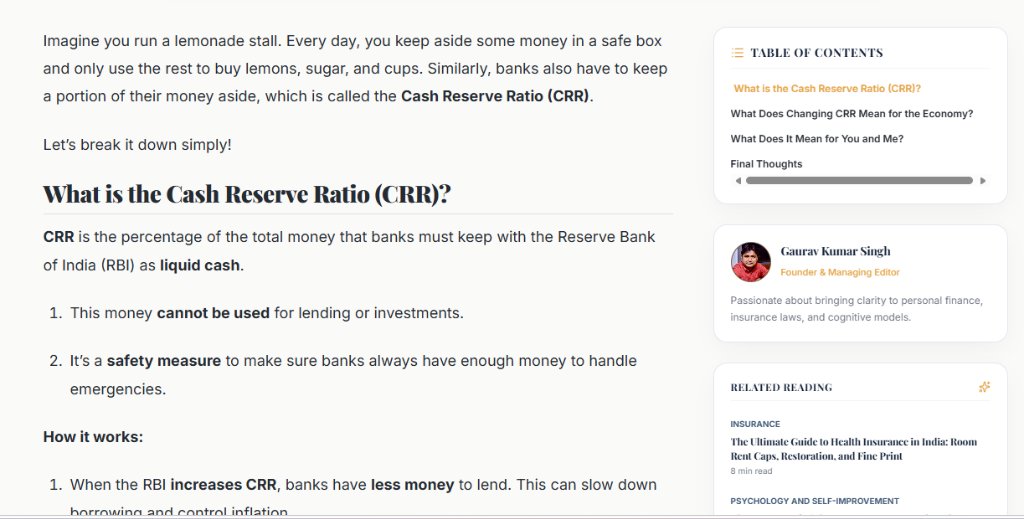 Imagine you run a lemonade stall. Every day, you keep aside some money in a safe box
and only use the rest to buy lemons, sugar, and cups. Similarly, banks also have to keep
a portion of their money aside, which is called the Cash Reserve Ratio (CRR).
Let’s break it down simply!
What is the Cash Reserve Ratio (CRR)?
CRR is the percentage of the total money that banks must keep with the Reserve Bank
of India (RBI) as liquid cash.
1. This money cannot be used for lending or investments.
2. It’s a safety measure to make sure banks always have enough money to handle
emergencies.
How it works:
1. When the RBI increases CRR, banks have less money to lend. This can slow down
borrowing and control inflation.
TABLE OF CONTENTS
What is the Cash Reserve Ratio (CRR)?
What Does Changing CRR Mean for the Economy?
What Does It Mean for You and Me?
Final Thoughts
Gaurav Kumar Singh
Founder & Managing Editor
Passionate about bringing clarity to personal finance,
insurance laws, and cognitive models.
RELATED READING
INSURANCE
The Ultimate Guide to Health Insurance in India: Room
Rent Caps, Restoration, and Fine Print
8 min read
PSYCHOLOGY AND SELF-IMPROVEMENT